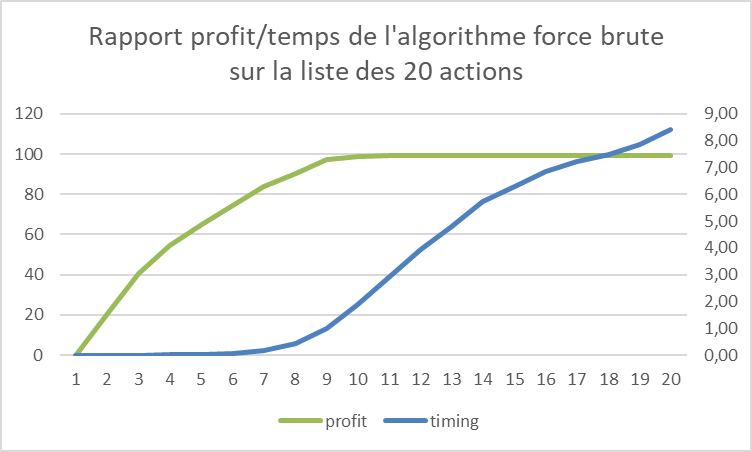 Rapport profit/temps de l'algorithme force brute
sur la liste des 20 actions
120 9,00
100 8,00
80 7,00
60 6,00
40 5,00
20 4,00
0 3,00
2,00
1,00
0,00
1 2 3 4 5 6 7 8 9 10 11 12 13 14 15 16 17 18 19 20
profit timing